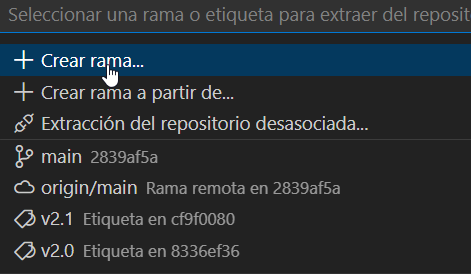 Seleccionar una rama o etiqueta para extraer del reposit
Crear rama...
Crear rama a partir de...
Extracción del repositorio desasociada...
main 2839af5a
origin/main Rama remota en 2839af5a
v2.1 Etiqueta en cf9f0080
v2.0 Etiqueta en 8336ef36